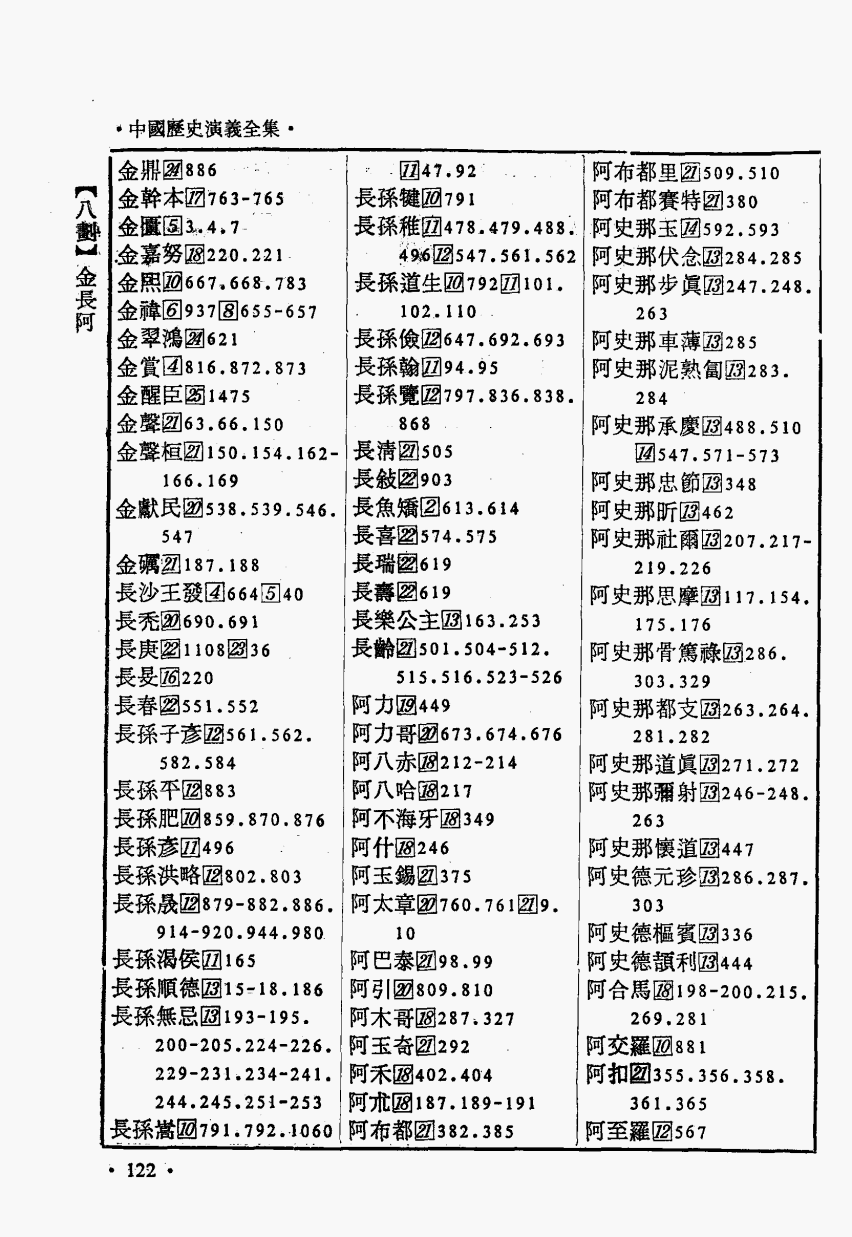 •中國歷史演義全集•
【八劃】金長阿
金鼎24886
金幹本17763-765
金匱53.4.7
金嘉努18220.221
金熙10667.668.783
金禕69378655-657
金翠鴻24621
金賞4816.872.873
金醒臣251475
金聲2163.66.150
金聲桓21150.154.162-
166.169
金獻民20538.539.546.
547
金礪21187.188
長沙王發4664540
長禿20690.691
長庚2211082336
長旻16220
長春22551.552
長孫子彥12561.562.
582.584
長孫平12883
長孫肥10859.870.876
長孫彥11496
長孫洪略12802.803
長孫晟12879-882.886.
914-920.944.980
長孫渴侯11165
長孫順德1315-18.186
長孫無忌13193-195.
200-205.224-226.
229-231.234-241.
244.245.251-253
長孫嵩10791.792.1060
1147.92
長孫犍10791
長孫稚11478.479.488.
49612547.561.562
長孫道生1079211101.
102.110
長孫儉12647.692.693
長孫翰1194.95
長孫覽12797.836.838.
868
長淸21505
長敍22903
長魚矯2613.614
長喜22574.575
長瑞22619
長壽22619
長樂公主13163.253
長齡21501.504-512.
515.516.523-526
阿力19449
阿力哥20673.674.676
阿八赤18212-214
阿八哈18217
阿不海牙18349
阿什18246
阿玉錫21375
阿太章20760.761219.
10
阿巴泰2198.99
阿引20809.810
阿木哥18287.327
阿玉奇21292
阿禾18402.404
阿朮18187.189-191
阿布都21382.385
阿布都里21509.510
阿布都賽特21380
阿史那玉14592.593
阿史那伏念13284.285
阿史那步眞13247.248.
263
阿史那車薄13285
阿史那泥熟匐13283.
284
阿史那承慶13488.510
14547.571-573
阿史那忠節13348
阿史那昕13462
阿史那社爾13207.217-
219.226
阿史那思摩13117.154.
175.176
阿史那骨篤祿13286.
303.329
阿史那都支13263.264.
281.282
阿史那道眞13271.272
阿史那彌射13246-248.
263
阿史那懷道13447
阿史德元珍13286.287.
303
阿史德樞賓13336
阿史德頡利13444
阿合馬18198-200.215.
269.281
阿交羅10881
阿扣21355.356.358.
361.365
阿至羅12567
•122•